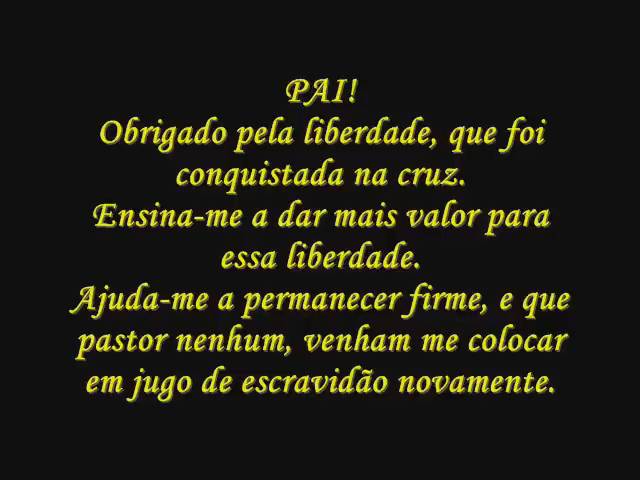 PAI!
Obrigado pela liberdade, que foi
conquistada na cruz.
Ensina-me a dar mais valor para
essa liberdade.
Ajuda-me a permanecer firme, e que
pastor nenhum, venham me colocar
em jugo de escravidão novamente.